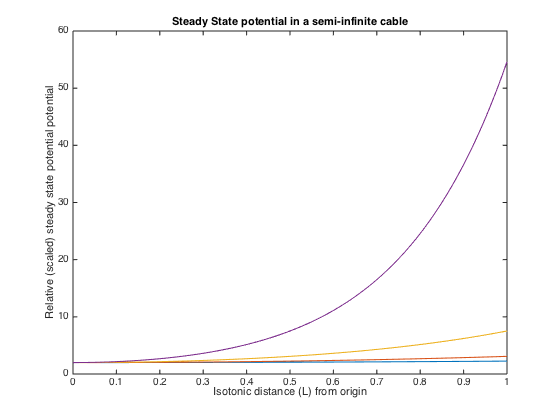 Steady State potential in a semi-infinite cable
Relative (scaled) steady state potential potential
60
50
40
30
20
10
0
0 0.1 0.2 0.3 0.4 0.5 0.6 0.7 0.8 0.9 1
Isotonic distance (L) from origin